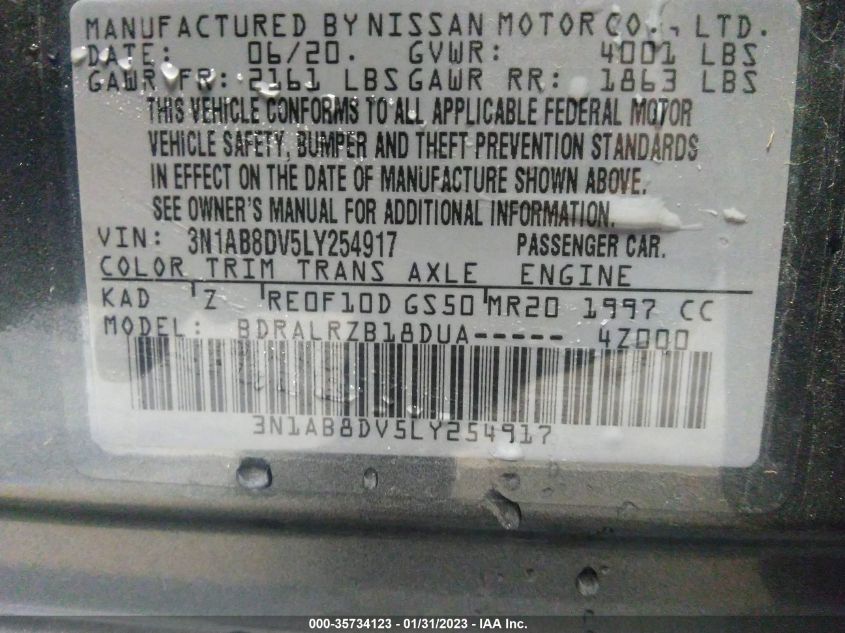 MANUFACTURED BY NISSAN MOTOR CO., LTD.
DATE: 06/20. GVWR: 4001 LBS
GAWR FR: 2161 LBS GAWR RR: 1863 LBS
THIS VEHICLE CONFORMS TO ALL APPLICABLE FEDERAL MOTOR
VEHICLE SAFETY, BUMPER AND THEFT PREVENTION STANDARDS
IN EFFECT ON THE DATE OF MANUFACTURE SHOWN ABOVE.
SEE OWNER'S MANUAL FOR ADDITIONAL INFORMATION.
VIN: 3N1AB8DV5LY254917 PASSENGER CAR.
COLOR TRIM TRANS AXLE ENGINE
KAD Z RE0F10D GS50 MR20 1997 CC
MODEL: BDRALRZB18DUA----- 4Z000
3N1AB8DV5LY254917
000-35734123 — 01/31/2023 — IAA Inc.